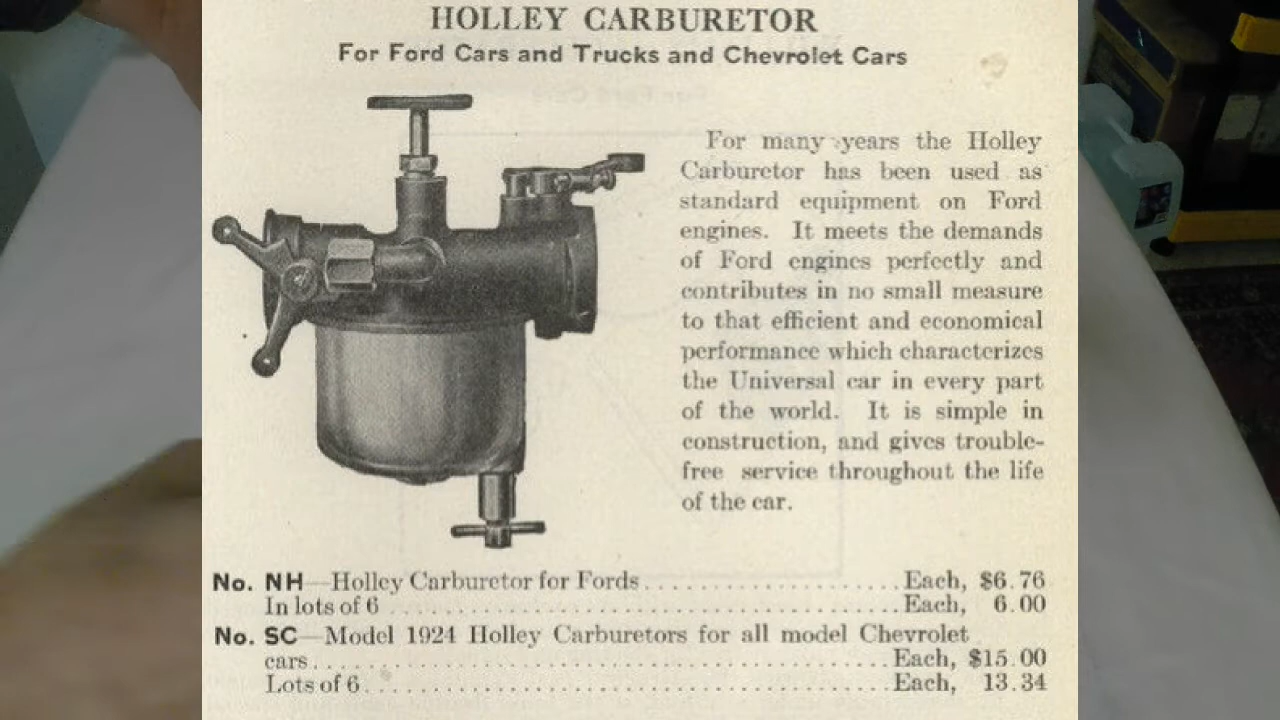 HOLLEY CARBURETOR
For Ford Cars and Trucks and Chevrolet Cars
For many years the Holley
Carburetor has been used as
standard equipment on Ford
engines. It meets the demands
of Ford engines perfectly and
contributes in no small measure
to that efficient and economical
performance which characterizes
the Universal car in every part
of the world. It is simple in
construction, and gives trouble-
free service throughout the life
of the car.
No. NH—Holley Carburetor for Fords....................Each, $6.76
In lots of 6......................................Each, 6.00
No. SC—Model 1924 Holley Carburetors for all model Chevrolet
cars..........................................Each, $15.00
Lots of 6......................................Each, 13.34